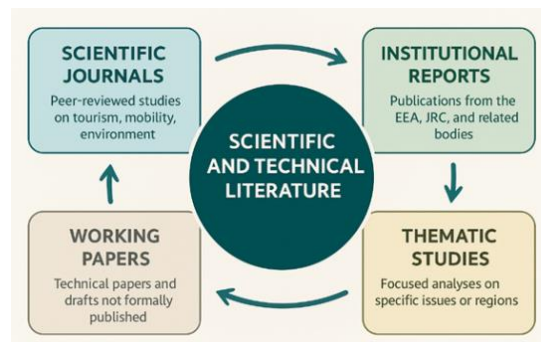 SCIENTIFIC
JOURNALS
Peer-reviewed studies
on tourism, mobility,
environment
INSTITUTIONAL
REPORTS
Publications from the
EEA, JRC, and related
bodies
SCIENTIFIC
AND TECHNICAL
LITERATURE
WORKING
PAPERS
Technical papers and
drafts not formally
published
THEMATIC
STUDIES
Focused analyses on
specific issues or regions